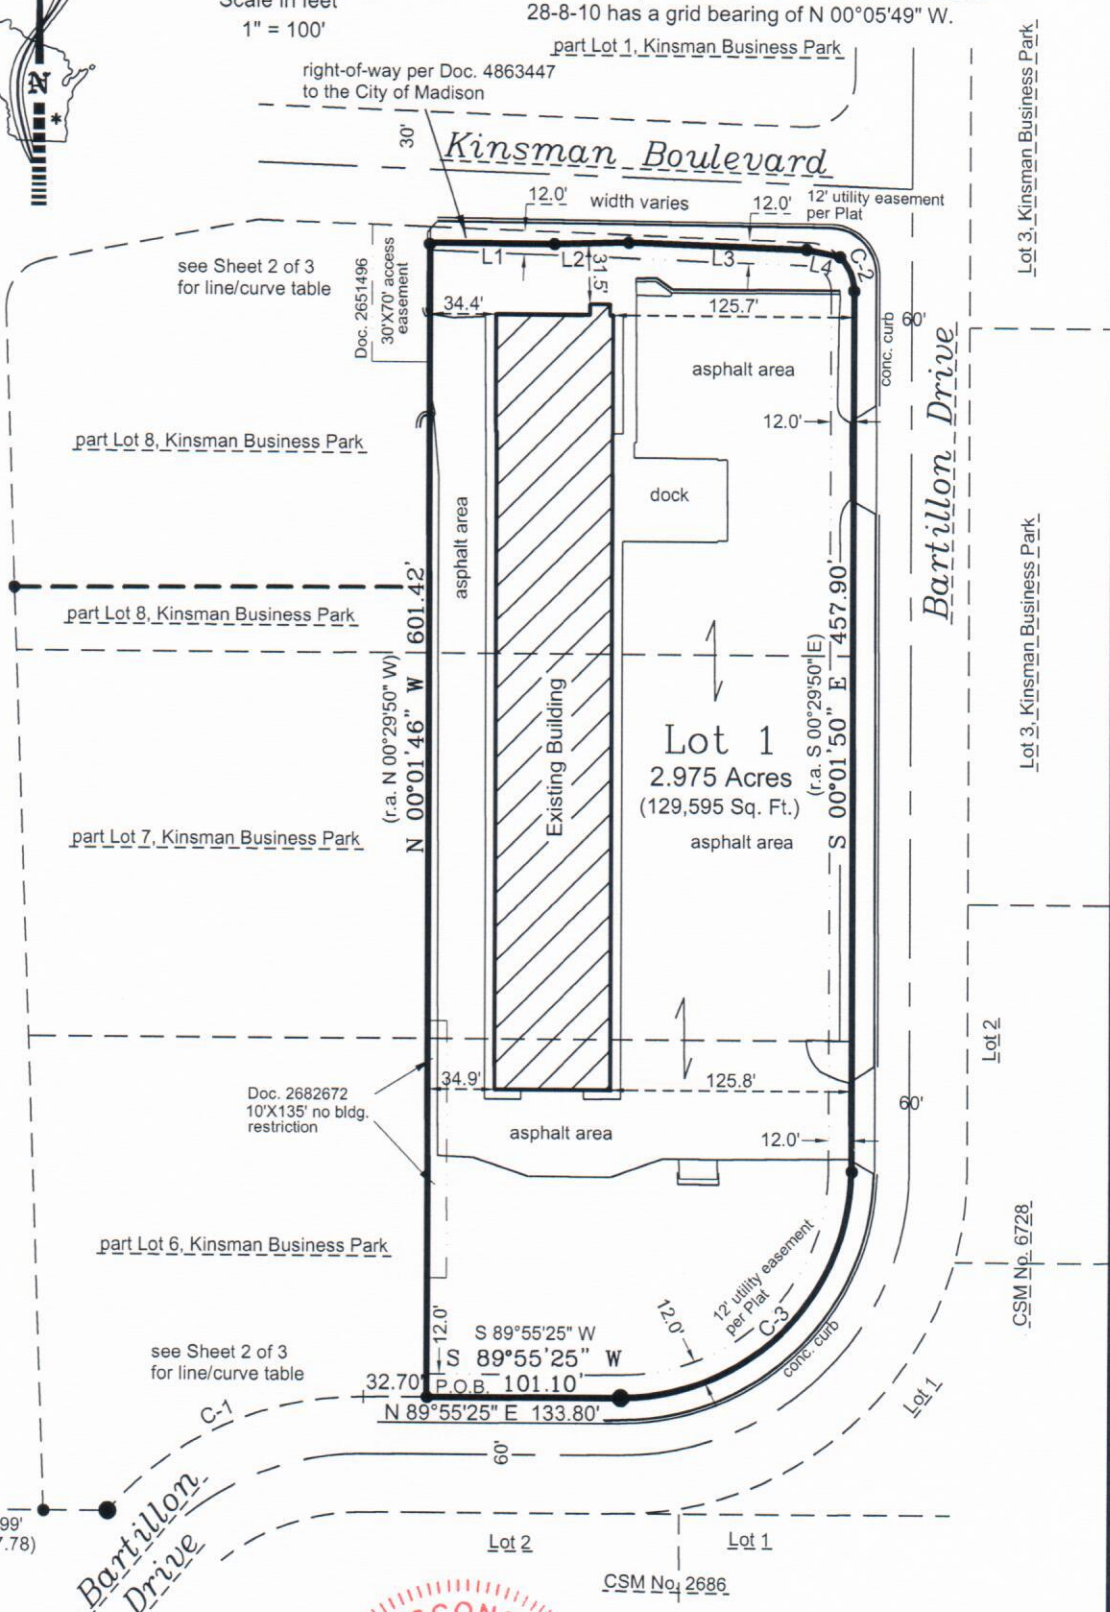 Scale in feet
1" = 100'
28-8-10 has a grid bearing of N 00°05'49" W.
part Lot 1, Kinsman Business Park
right-of-way per Doc. 4863447
to the City of Madison
N
*
30'
Kinsman Boulevard
12.0'
width varies
12.0'
12' utility easement
per Plat
see Sheet 2 of 3
for line/curve table
Doc. 2651496
30'X70' access
easement
L1
L2
L3
L4
C-2
31.5'
34.4'
125.7'
60'
conc. curb
Bartillon Drive
Lot 3, Kinsman Business Park
asphalt area
12.0'
part Lot 8, Kinsman Business Park
dock
asphalt area
part Lot 8, Kinsman Business Park
(r.a. N 00°29'50" W)
N 00°01'46" W 601.42'
Existing Building
Lot 1
2.975 Acres
(129,595 Sq. Ft.)
asphalt area
(r.a. S 00°29'50" E)
S 00°01'50" E 457.90'
Lot 3, Kinsman Business Park
part Lot 7, Kinsman Business Park
Lot 2
34.9'
125.8'
Doc. 2682672
10'X135' no bldg.
restriction
asphalt area
12.0'
60'
part Lot 6, Kinsman Business Park
CSM No. 6728
12' utility easement
per Plat
12.0'
C-3
conc. curb
12.0'
S 89°55'25" W
S 89°55'25" W
see Sheet 2 of 3
for line/curve table
32.70'
P.O.B.
101.10'
N 89°55'25" E 133.80'
C-1
Lot 1
60'
Bartillon
Drive
99'
7.78)
Lot 2
Lot 1
CSM No. 2686